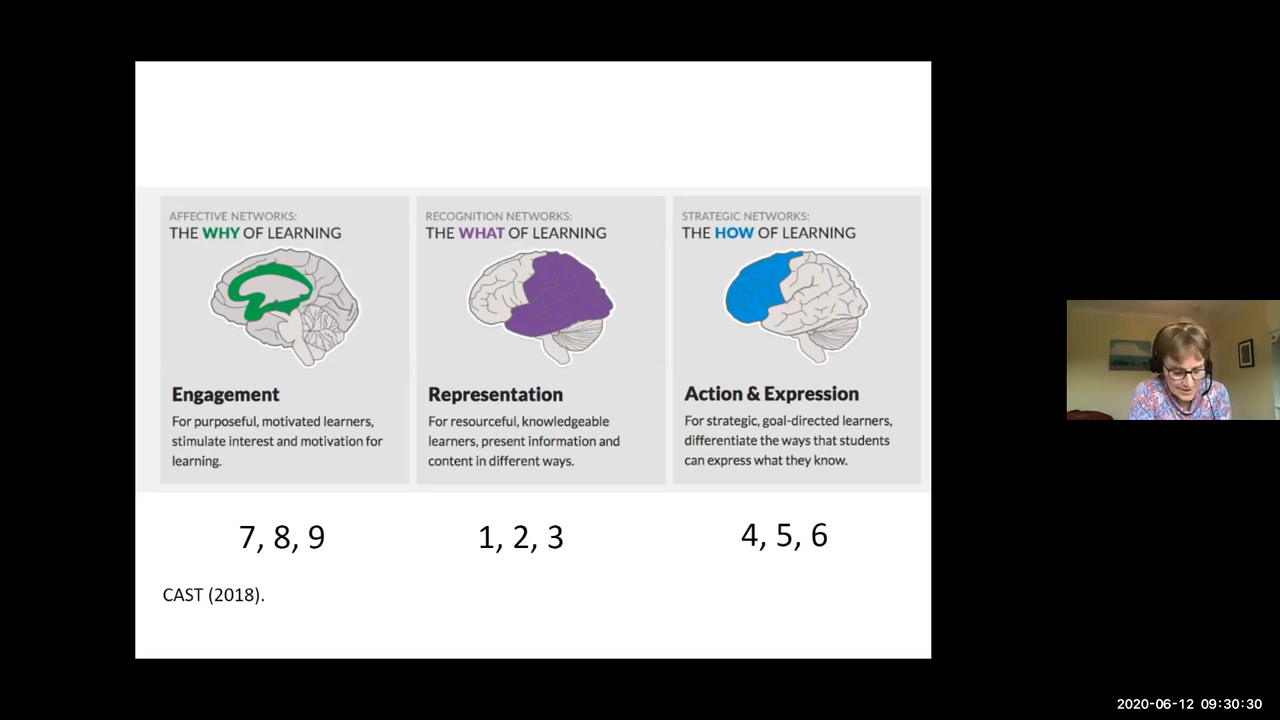 AFFECTIVE NETWORKS:
THE WHY OF LEARNING
Engagement
For purposeful, motivated learners,
stimulate interest and motivation for
learning.
7, 8, 9
RECOGNITION NETWORKS:
THE WHAT OF LEARNING
Representation
For resourceful, knowledgeable
learners, present information and
content in different ways.
1, 2, 3
STRATEGIC NETWORKS:
THE HOW OF LEARNING
Action & Expression
For strategic, goal-directed learners,
differentiate the ways that students
can express what they know.
4, 5, 6
CAST (2018).
2020-06-12 09:30:30